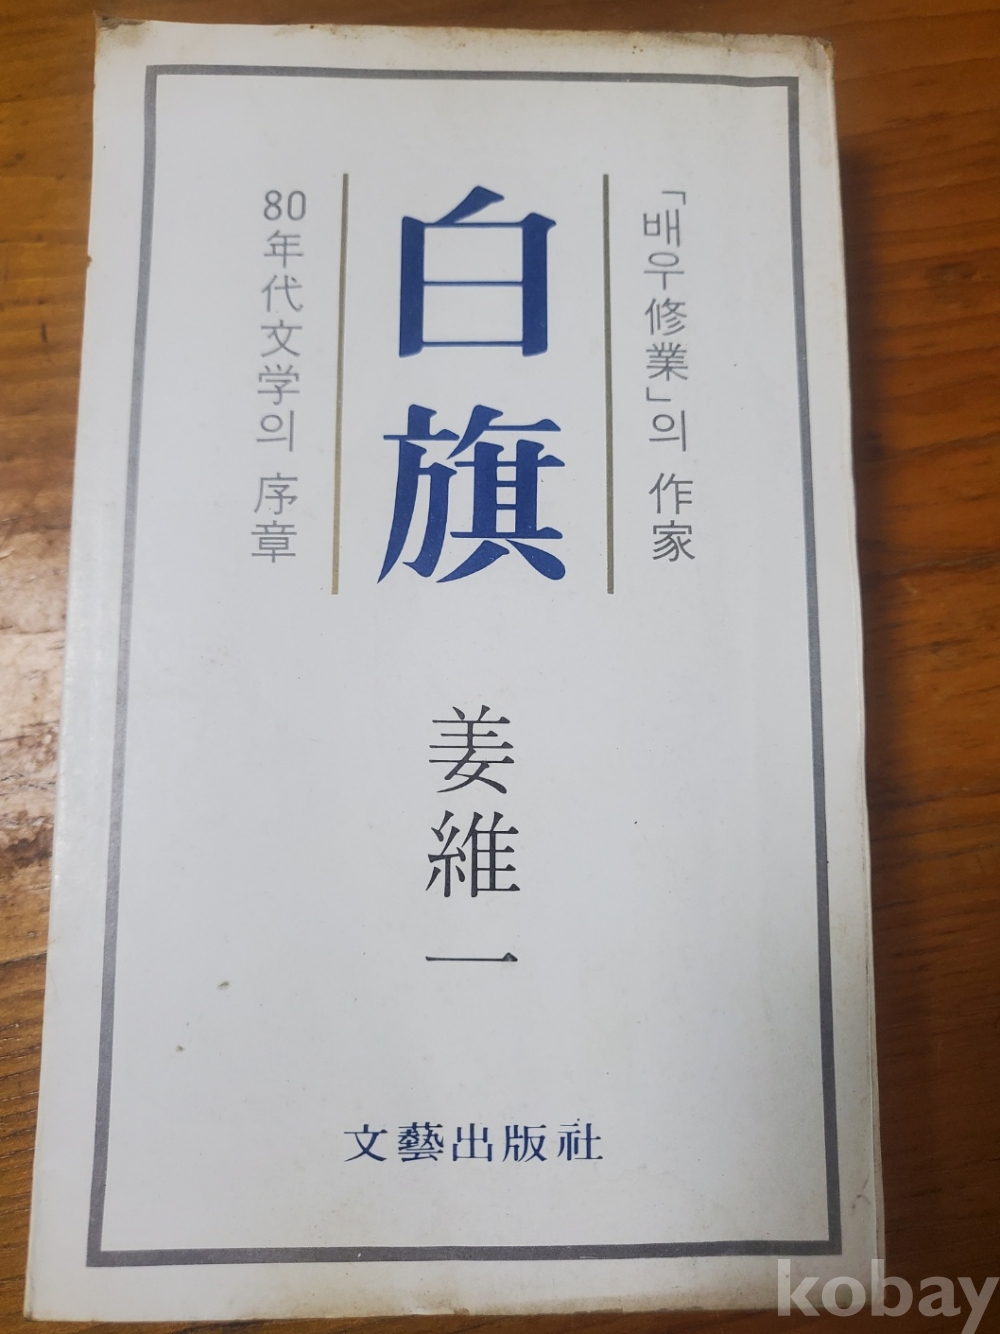 「배우修業」의 作家
白旗
80年代文学의 序章
姜維一
文藝出版社
kobay